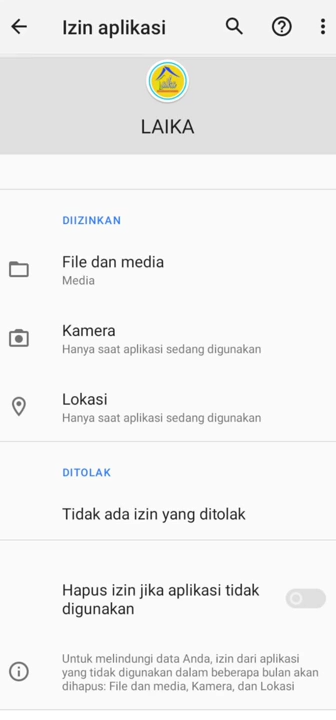 Izin aplikasi
LAIKA
DIIZINKAN
File dan media
Media
Kamera
Hanya saat aplikasi sedang digunakan
Lokasi
Hanya saat aplikasi sedang digunakan
DITOLAK
Tidak ada izin yang ditolak
Hapus izin jika aplikasi tidak
digunakan
Untuk melindungi data Anda, izin dari aplikasi
yang tidak digunakan dalam beberapa bulan akan
dihapus: File dan media, Kamera, dan Lokasi